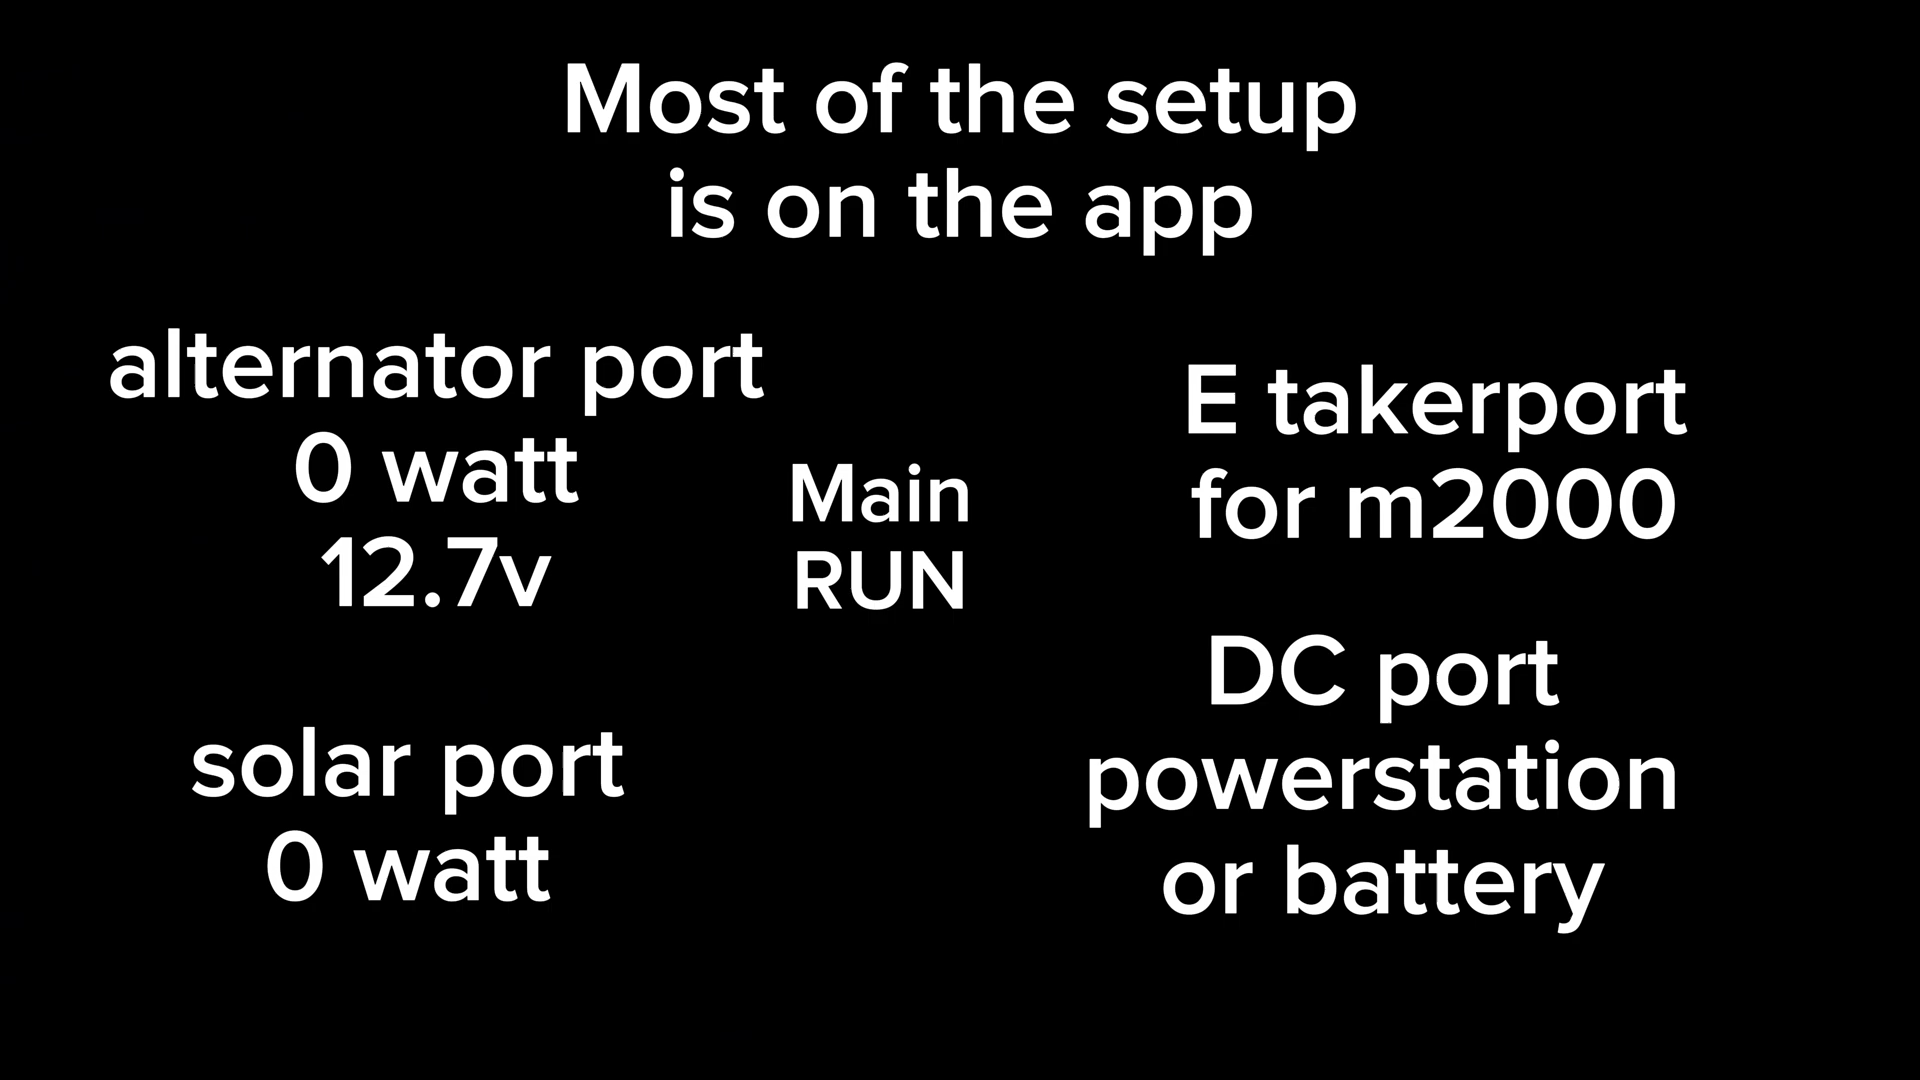 Most of the setup
is on the app
alternator port
0 watt
12.7v
Main
RUN
E takerport
for m2000
solar port
0 watt
DC port
powerstation
or battery